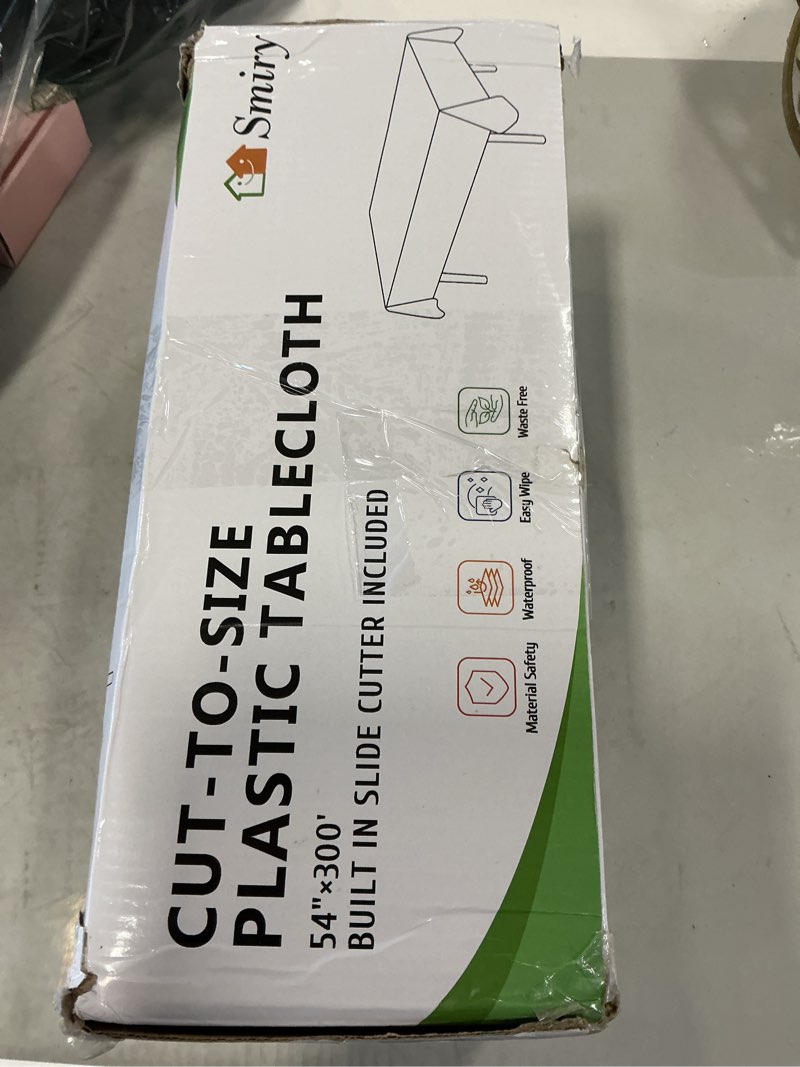 Smiry
CUT-TO-SIZE
PLASTIC TABLECLOTH
54"×300'
BUILT IN SLIDE CUTTER INCLUDED
Material Safety
Waterproof
Easy Wipe
Waste Free